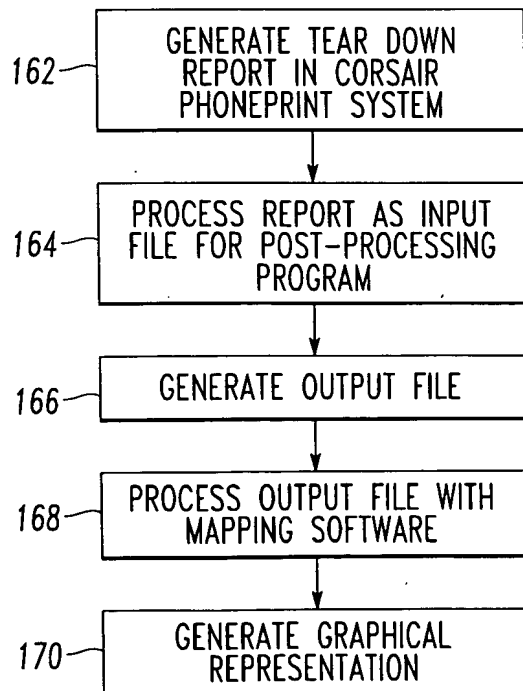 162
GENERATE TEAR DOWN
REPORT IN CORSAIR
PHONEPRINT SYSTEM
164
PROCESS REPORT AS INPUT
FILE FOR POST-PROCESSING
PROGRAM
166
GENERATE OUTPUT FILE
168
PROCESS OUTPUT FILE WITH
MAPPING SOFTWARE
170
GENERATE GRAPHICAL
REPRESENTATION